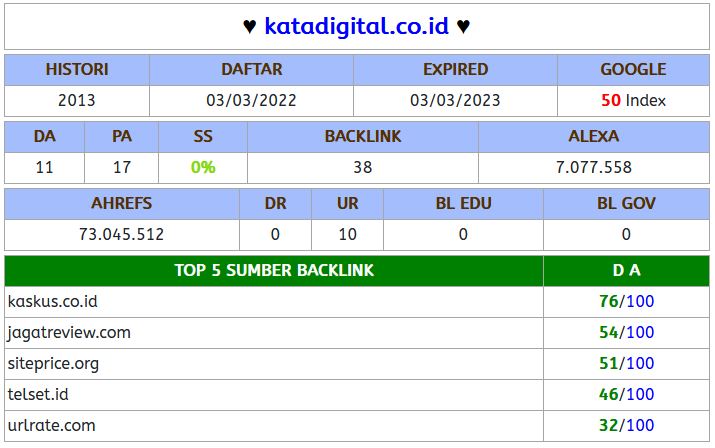 ♥ katadigital.co.id ♥
HISTORI DAFTAR EXPIRED GOOGLE
2013 03/03/2022 03/03/2023 50 Index
DA PA SS BACKLINK ALEXA
11 17 0% 38 7.077.558
AHREFS DR UR BL EDU BL GOV
73.045.512 0 10 0 0
TOP 5 SUMBER BACKLINK D A
kaskus.co.id 76/100
jagatreview.com 54/100
siteprice.org 51/100
telset.id 46/100
urlrate.com 32/100